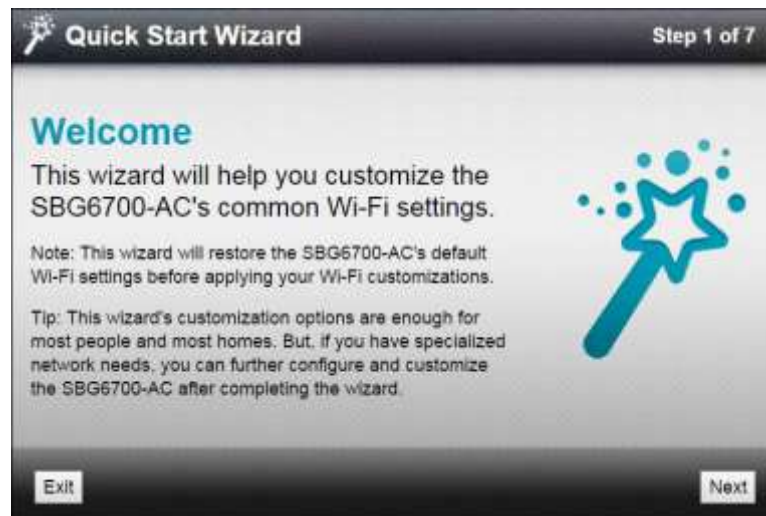 Quick Start Wizard
Step 1 of 7
Welcome
This wizard will help you customize the
SBG6700-AC's common Wi-Fi settings.
Note: This wizard will restore the SBG6700-AC's default
Wi-Fi settings before applying your Wi-Fi customizations.
Tip: This wizard's customization options are enough for
most people and most homes. But, if you have specialized
network needs, you can further configure and customize
the SBG6700-AC after completing the wizard.
Exit
Next